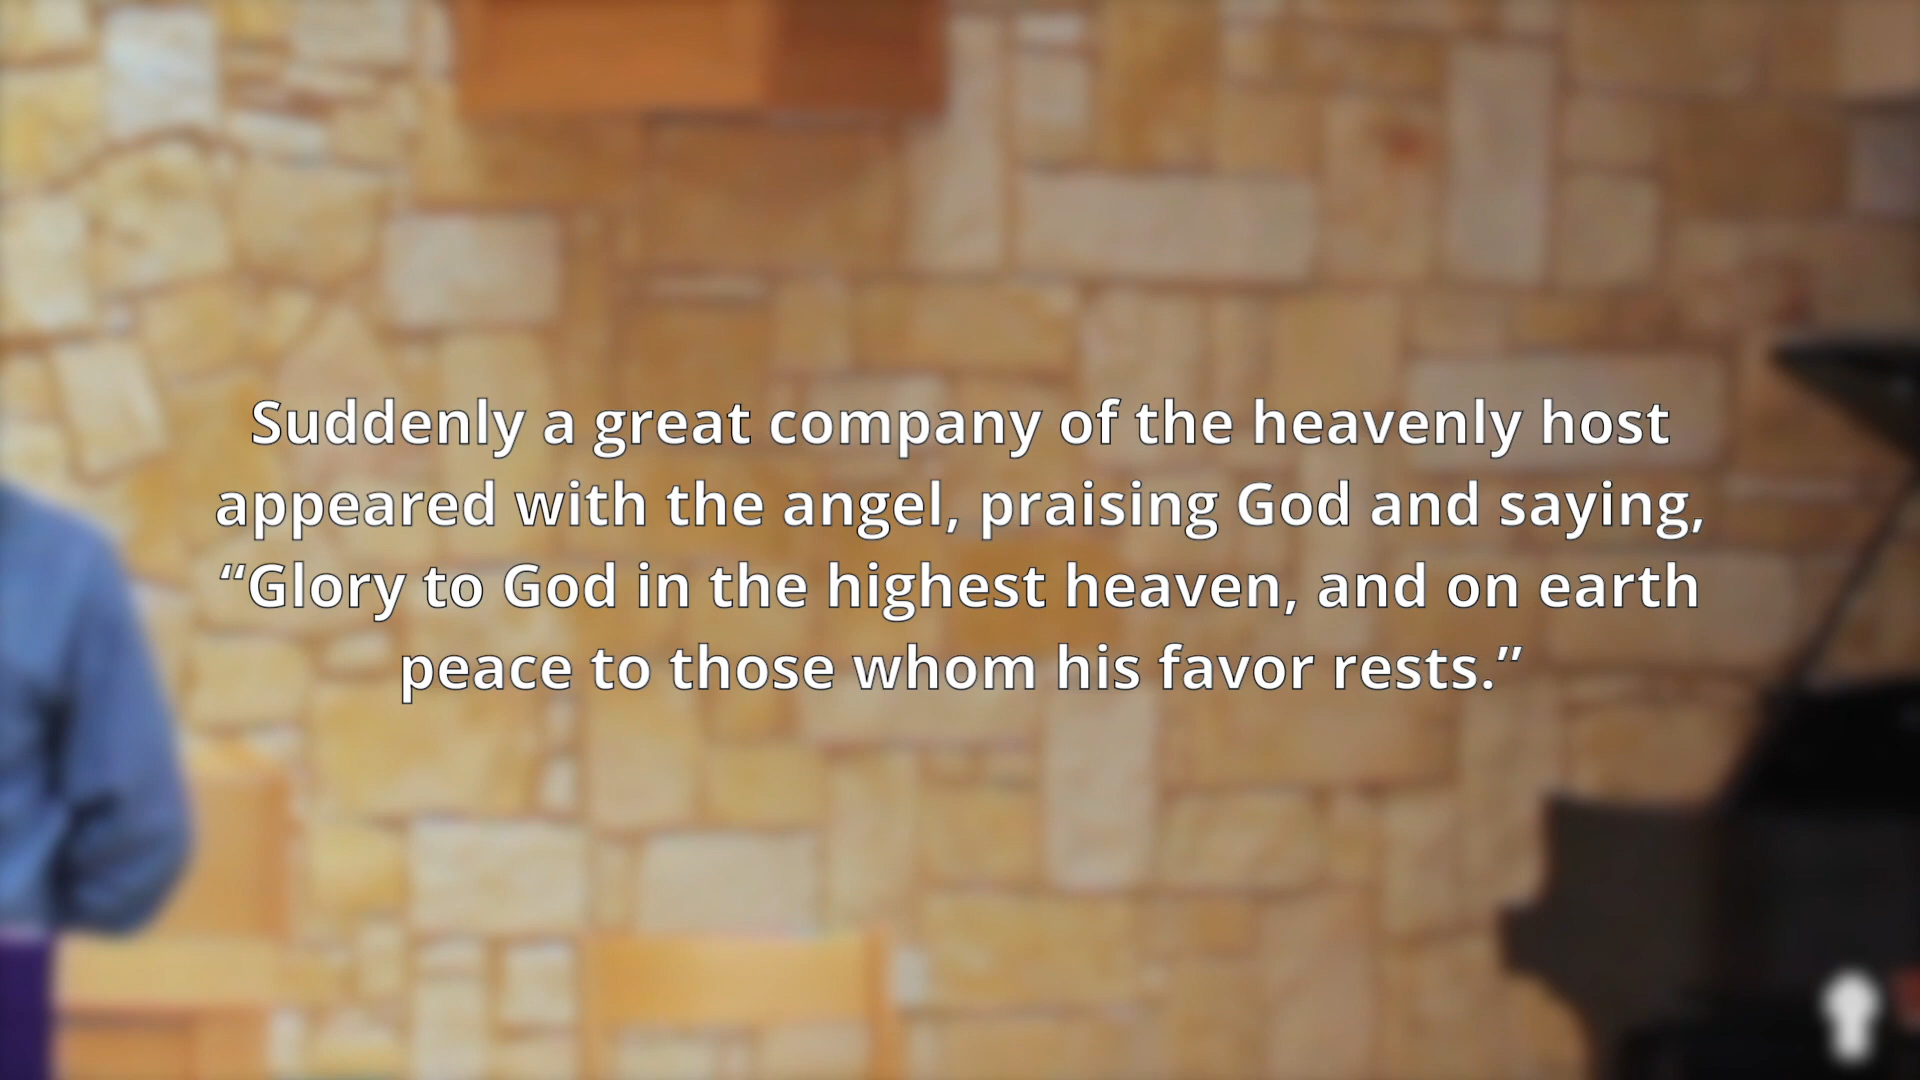 Suddenly a great company of the heavenly host
appeared with the angel, praising God and saying,
“Glory to God in the highest heaven, and on earth
peace to those whom his favor rests.”